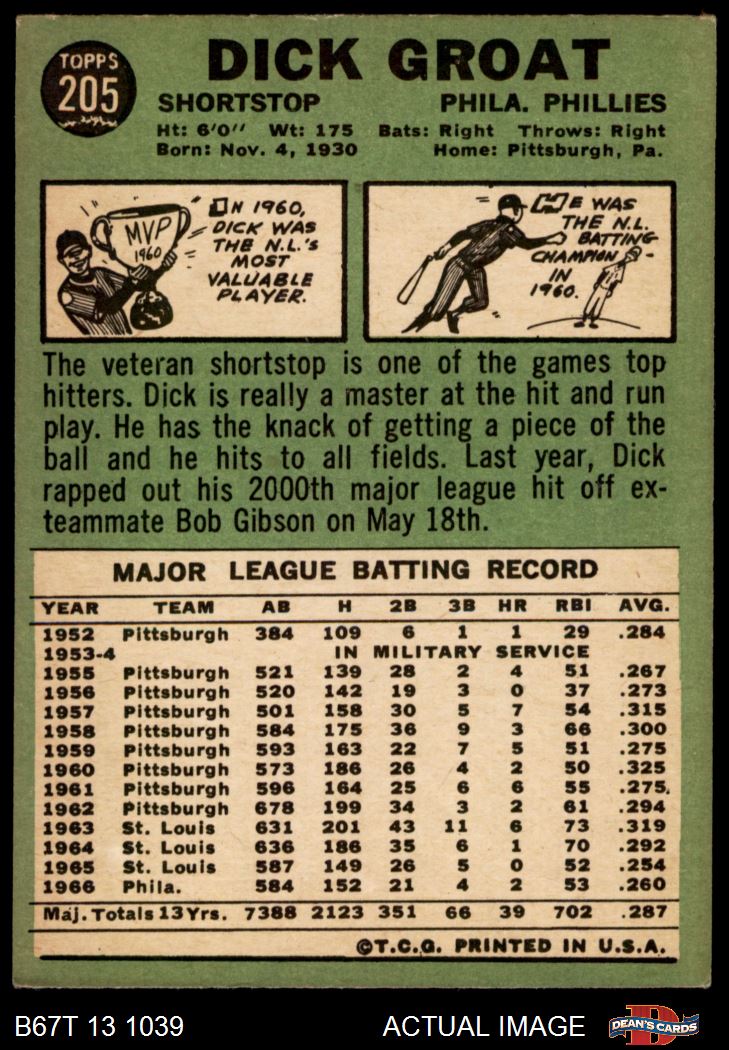 TOPPS
205
DICK GROAT
SHORTSTOP PHILA. PHILLIES
Ht: 6'0" Wt: 175 Bats: Right Throws: Right
Born: Nov. 4, 1930 Home: Pittsburgh, Pa.
MVP
1960
IN 1960,
DICK WAS
THE N.L.'s
MOST
VALUABLE
PLAYER.
HE WAS
THE N.L.
BATTING
CHAMPION
IN
1960.
The veteran shortstop is one of the games top
hitters. Dick is really a master at the hit and run
play. He has the knack of getting a piece of the
ball and he hits to all fields. Last year, Dick
rapped out his 2000th major league hit off ex-
teammate Bob Gibson on May 18th.
MAJOR LEAGUE BATTING RECORD
YEAR TEAM AB H 2B 3B HR RBI AVG.
1952 Pittsburgh 384 109 6 1 1 29 .284
1953-4 IN MILITARY SERVICE
1955 Pittsburgh 521 139 28 2 4 51 .267
1956 Pittsburgh 520 142 19 3 0 37 .273
1957 Pittsburgh 501 158 30 5 7 54 .315
1958 Pittsburgh 584 175 36 9 3 66 .300
1959 Pittsburgh 593 163 22 7 5 51 .275
1960 Pittsburgh 573 186 26 4 2 50 .325
1961 Pittsburgh 596 164 25 6 6 55 .275
1962 Pittsburgh 678 199 34 3 2 61 .294
1963 St. Louis 631 201 43 11 6 73 .319
1964 St. Louis 636 186 35 6 1 70 .292
1965 St. Louis 587 149 26 5 0 52 .254
1966 Phila. 584 152 21 4 2 53 .260
Maj. Totals 13 Yrs. 7388 2123 351 66 39 702 .287
©T.C.G. PRINTED IN U.S.A.
B67T 13 1039 ACTUAL IMAGE
DEAN'S CARDS